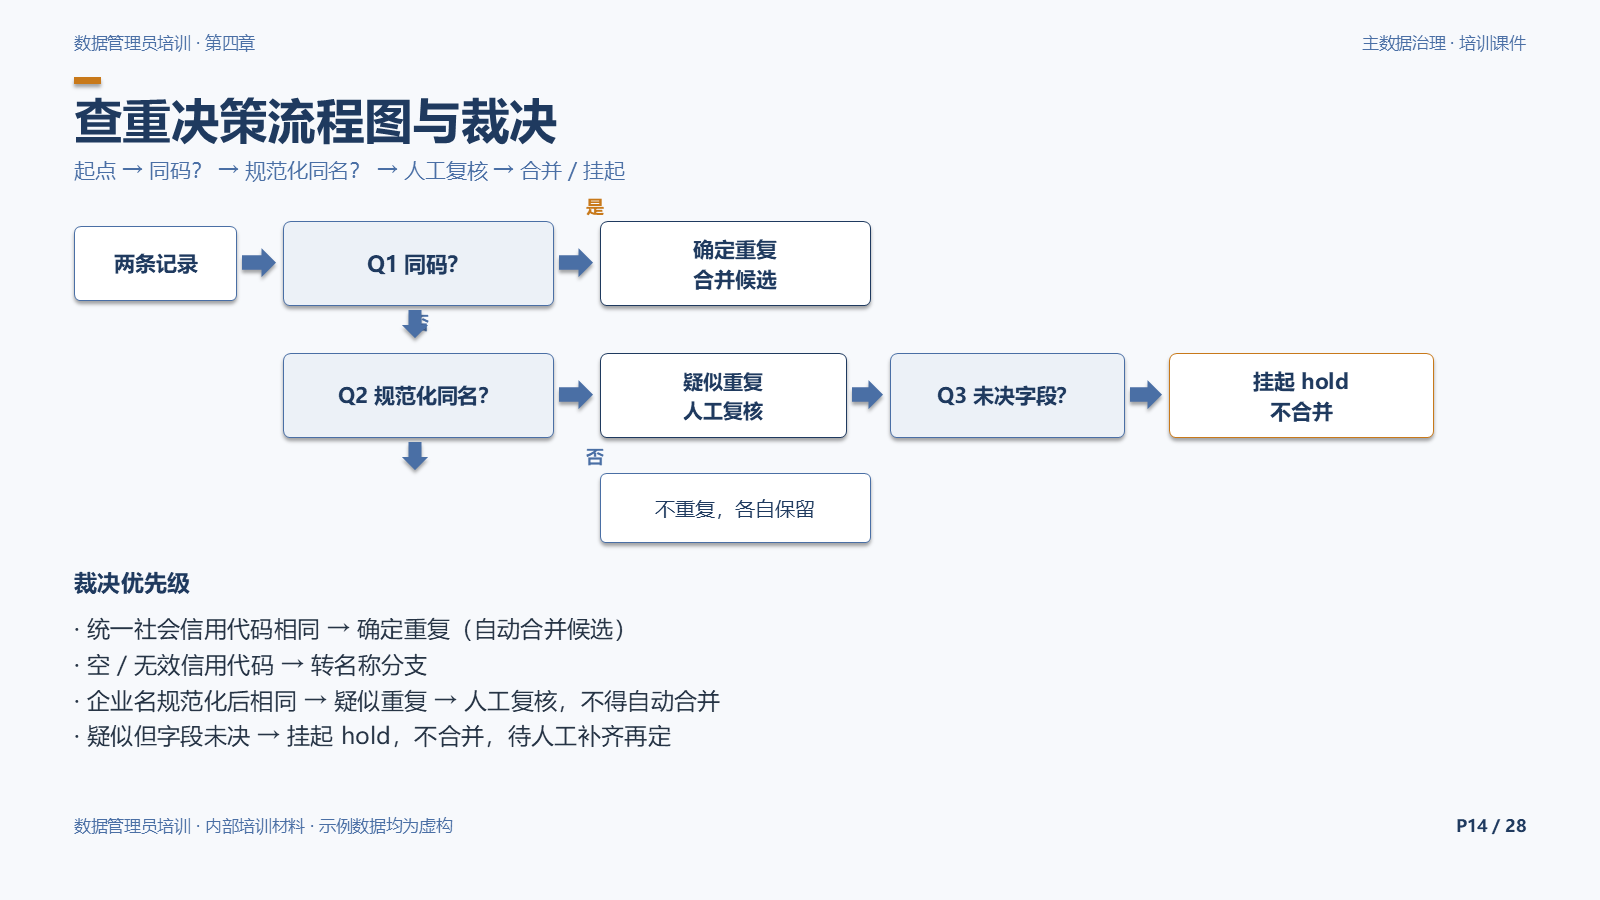 数据管理员培训 · 第四章
主数据治理 · 培训课件
查重决策流程图与裁决
起点 → 同码？ → 规范化同名？ → 人工复核 → 合并 / 挂起
是
两条记录
Q1 同码？
确定重复
合并候选
Q2 规范化同名？
疑似重复
人工复核
Q3 未决字段？
挂起 hold
不合并
否
不重复，各自保留
裁决优先级
· 统一社会信用代码相同 → 确定重复（自动合并候选）
· 空 / 无效信用代码 → 转名称分支
· 企业名规范化后相同 → 疑似重复 → 人工复核，不得自动合并
· 疑似但字段未决 → 挂起 hold，不合并，待人工补齐再定
数据管理员培训 · 内部培训材料 · 示例数据均为虚构
P14 / 28